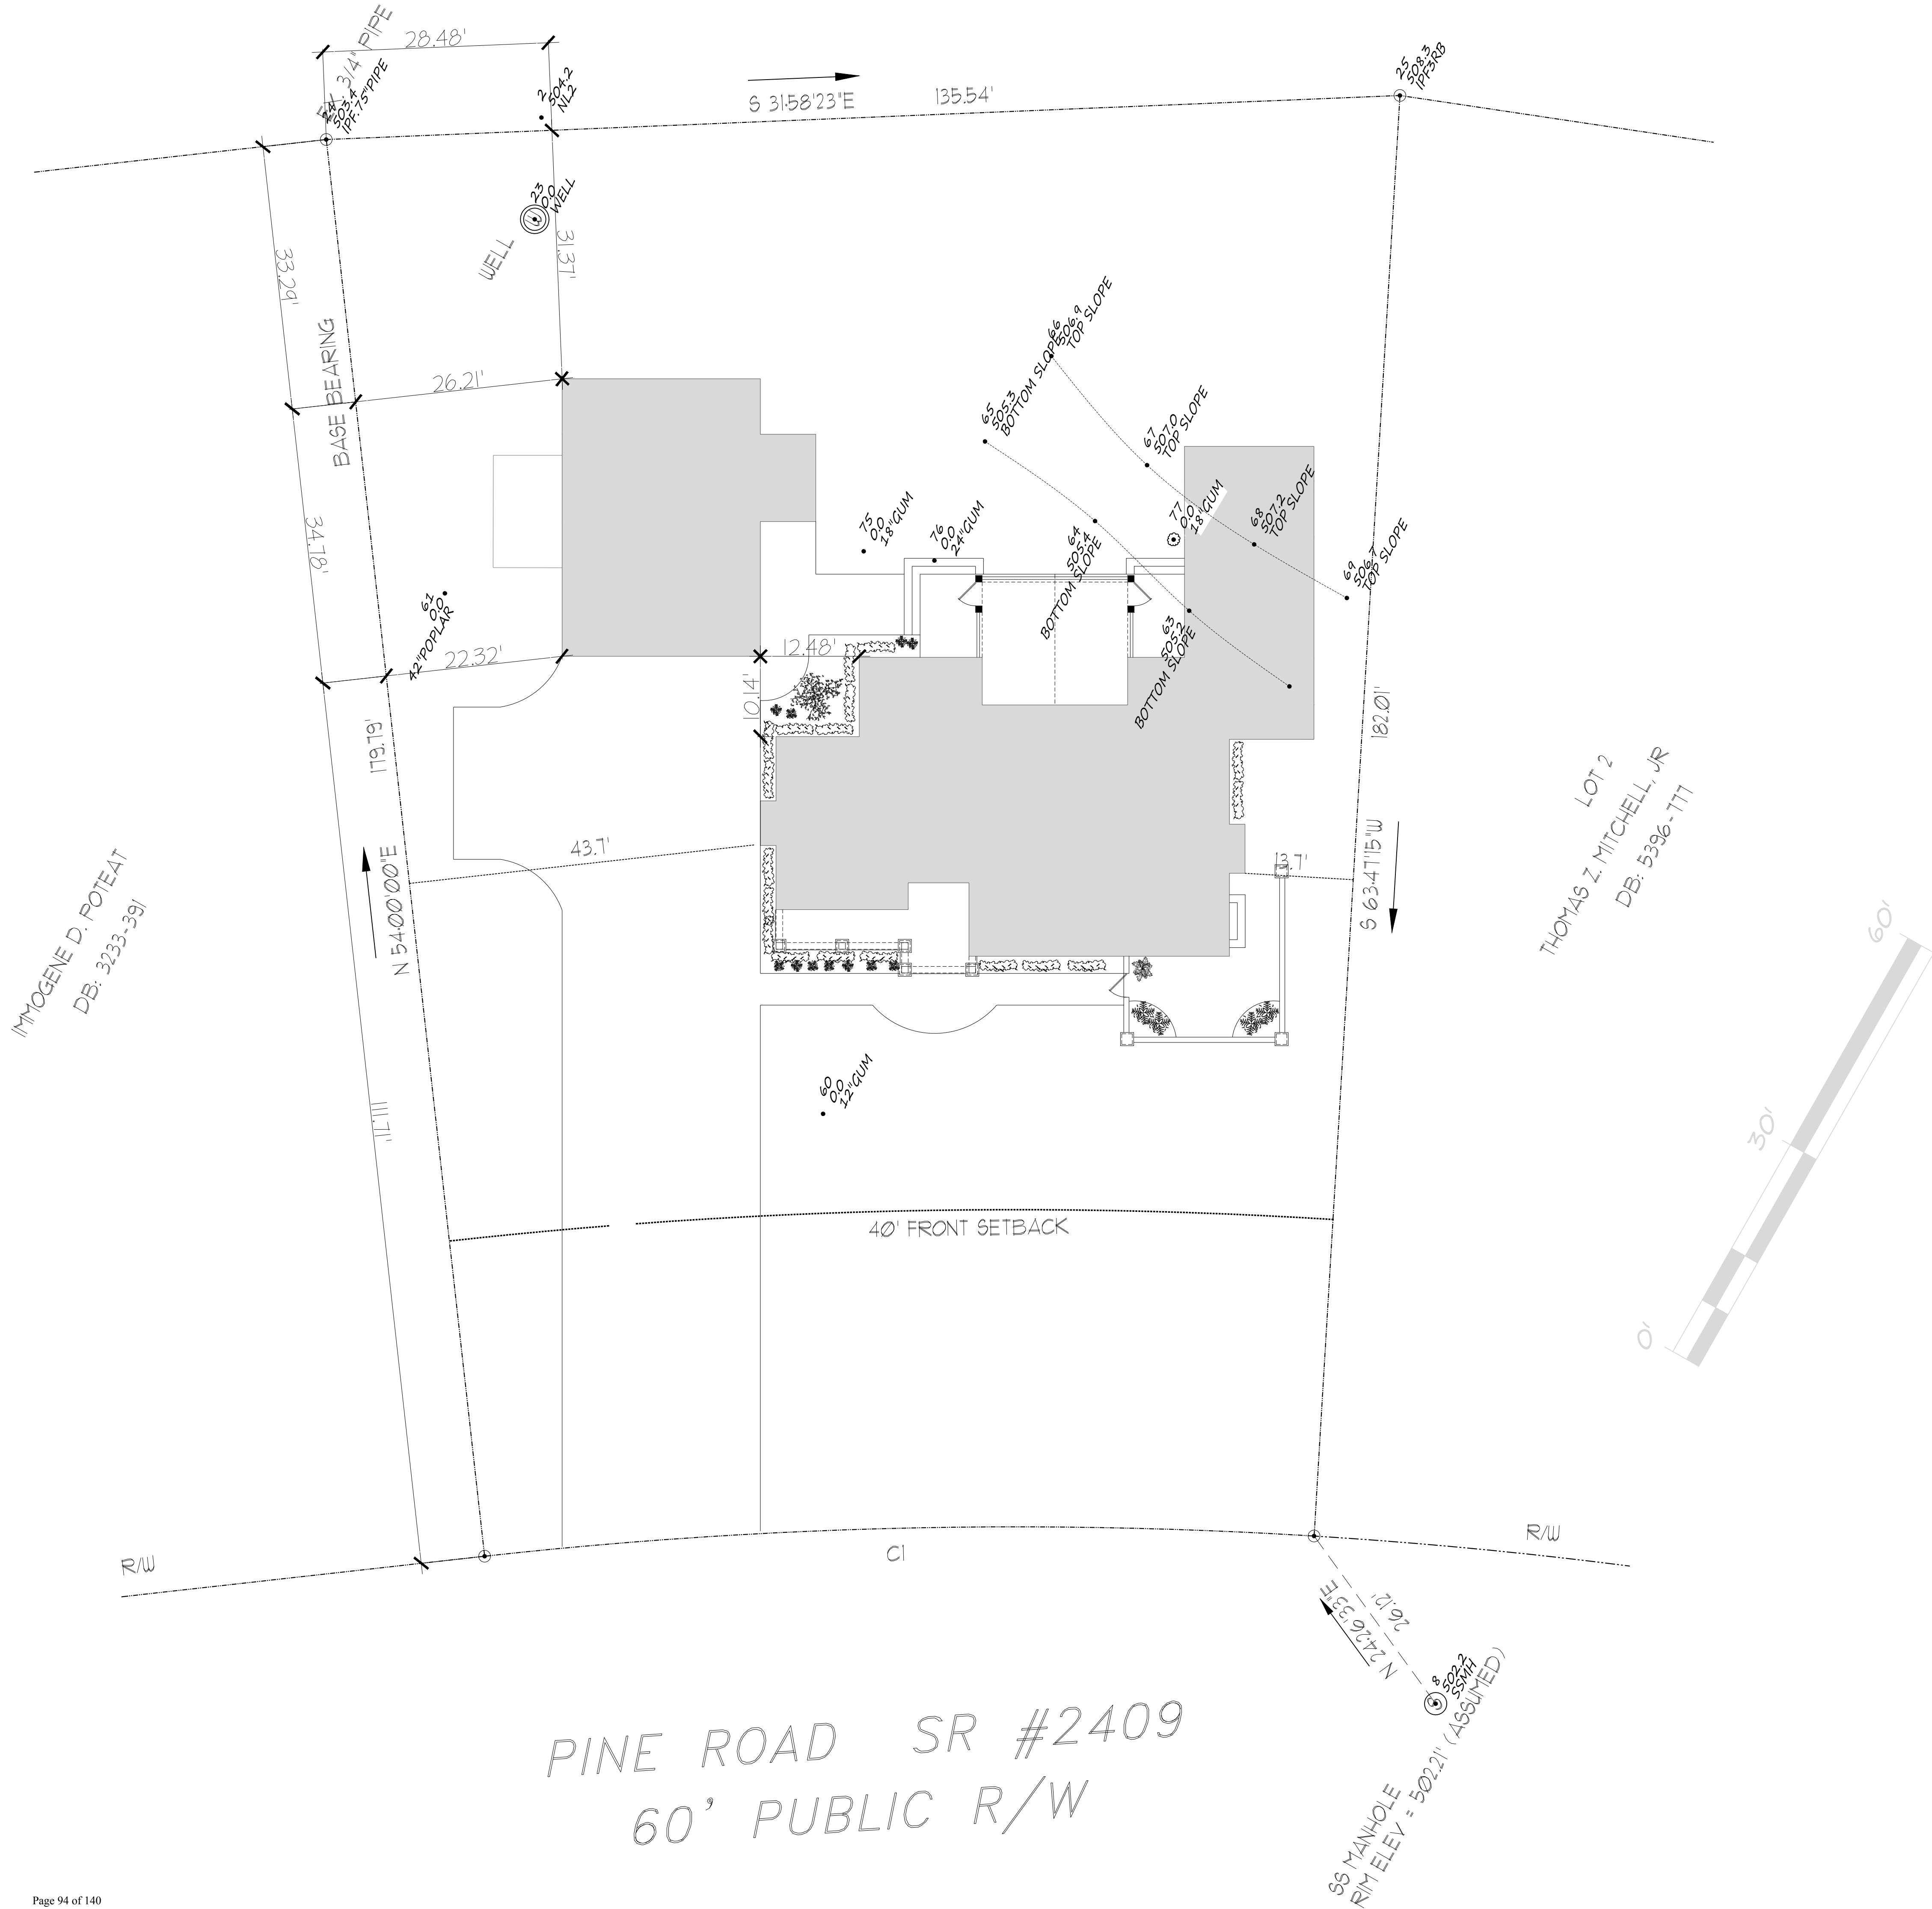 28.48'
EX. 3/4" PIPE
503.4
IPF.75"PIPE
2
504.2
NL2
S 31·58'23"E
135.54'
25
508.3
IPF3RB
23
0.0
WELL
WELL
31.37'
33.29'
BASE BEARING
26.21'
66
506.9
TOP SLOPE
65
505.3
BOTTOM SLOPE
67
507.0
TOP SLOPE
68
507.2
TOP SLOPE
69
506.7
TOP SLOPE
77
0.0
18"GUM
75
0.0
18"GUM
76
0.0
24"GUM
64
505.4
BOTTOM SLOPE
63
505.2
BOTTOM SLOPE
34.78'
61
0.0
42"POPLAR
22.32'
12.48'
10.14'
179.79'
N 54·00'00"E
43.7'
13.7'
182.01'
S 63·47'15"W
LOT 2
THOMAS Z. MITCHELL, JR
DB: 5396-777
IMMOGENE D. POTEAT
DB: 3233-391
60'
30'
0'
111.71'
60
0.0
12"GUM
40' FRONT SETBACK
R/W
C1
R/W
N 24·26'33"E
26.12'
8
502.2
SSMH
SS MANHOLE
RIM ELEV = 502.21' (ASSUMED)
PINE ROAD SR #2409
60' PUBLIC R/W
Page 94 of 140